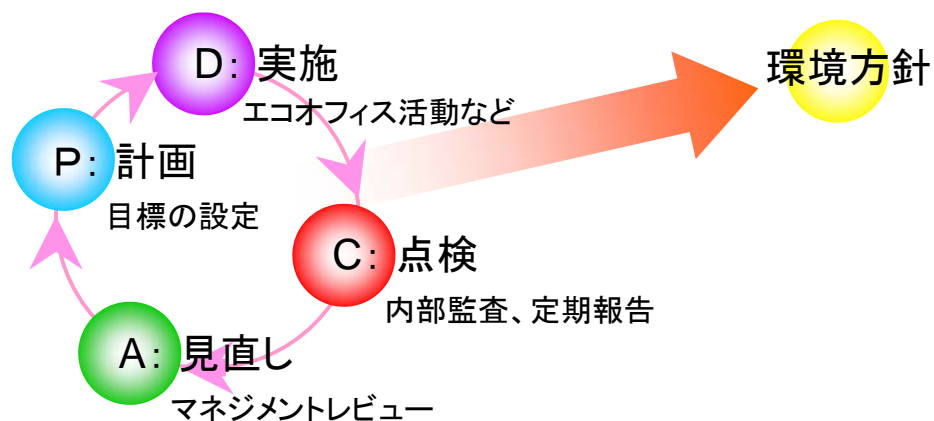 D：実施
エコオフィス活動など
環境方針
P：計画
目標の設定
C：点検
内部監査、定期報告
A：見直し
マネジメントレビュー